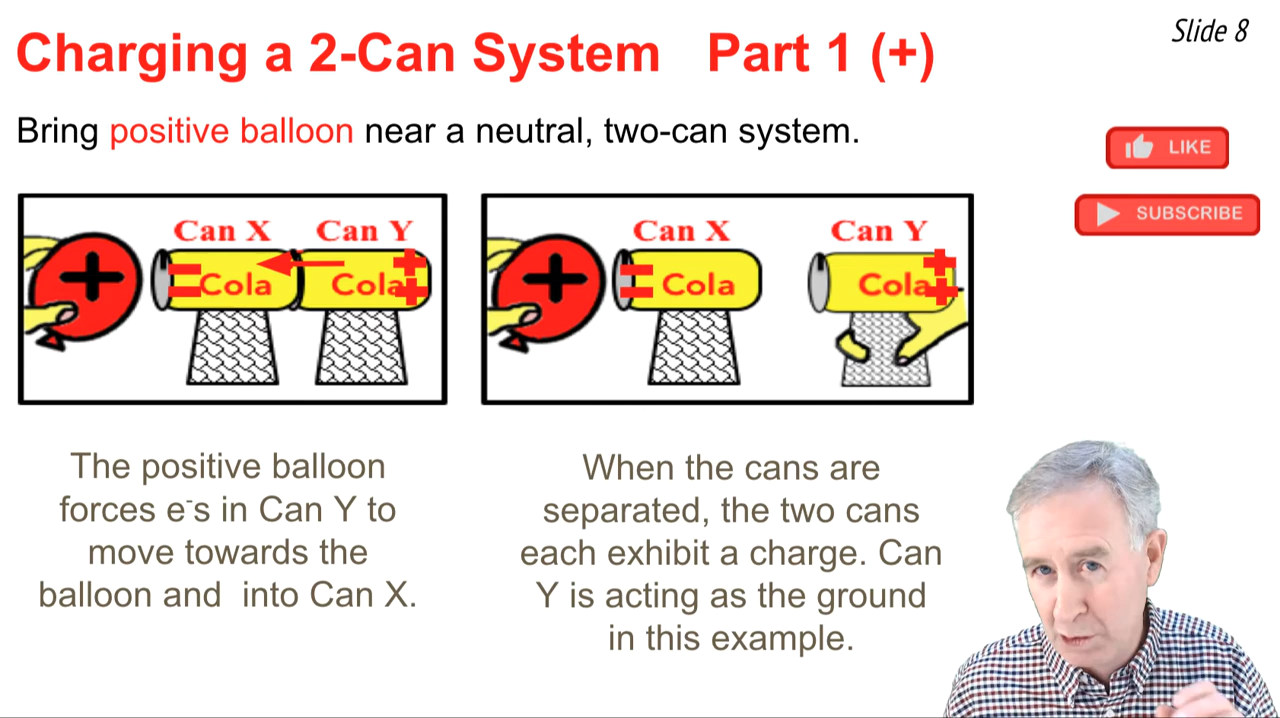 Slide 8
Charging a 2-Can System Part 1 (+)
Bring positive balloon near a neutral, two-can system.
LIKE
SUBSCRIBE
Can X Can Y
+ Cola Cola
Can X Can Y
+ Cola Cola
The positive balloon
forces e⁻s in Can Y to
move towards the
balloon and into Can X.
When the cans are
separated, the two cans
each exhibit a charge. Can
Y is acting as the ground
in this example.